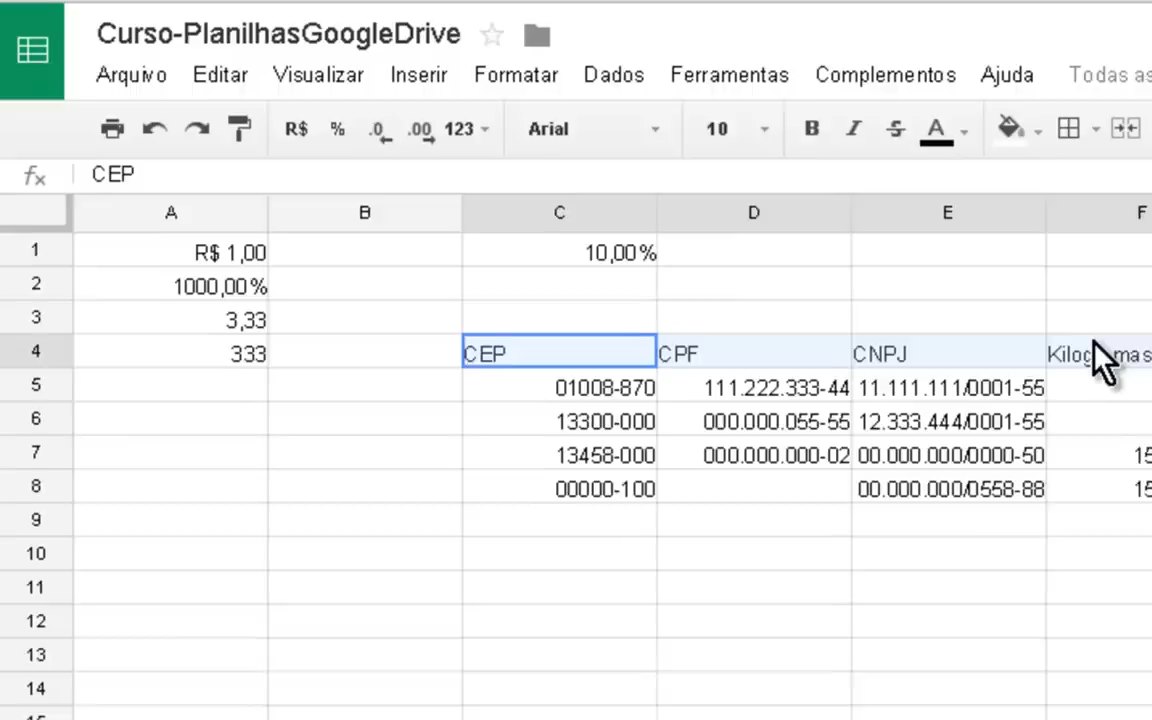 Curso-PlanilhasGoogleDrive
Arquivo Editar Visualizar Inserir Formatar Dados Ferramentas Complementos Ajuda Todas as
R$ % .0 .00 123 Arial 10 B I S A
fx CEP
A B C D E F
1 R$ 1,00 10,00%
2 1000,00%
3 3,33
4 333 CEP CPF CNPJ
5 01008-870 111.222.333-44 11.111.111/0001-55
6 13300-000 000.000.055-55 12.333.444/0001-55
7 13458-000 000.000.000-02 00.000.000/0000-50 15
8 00000-100 00.000.000/0558-88 15
9
10
11
12
13
14